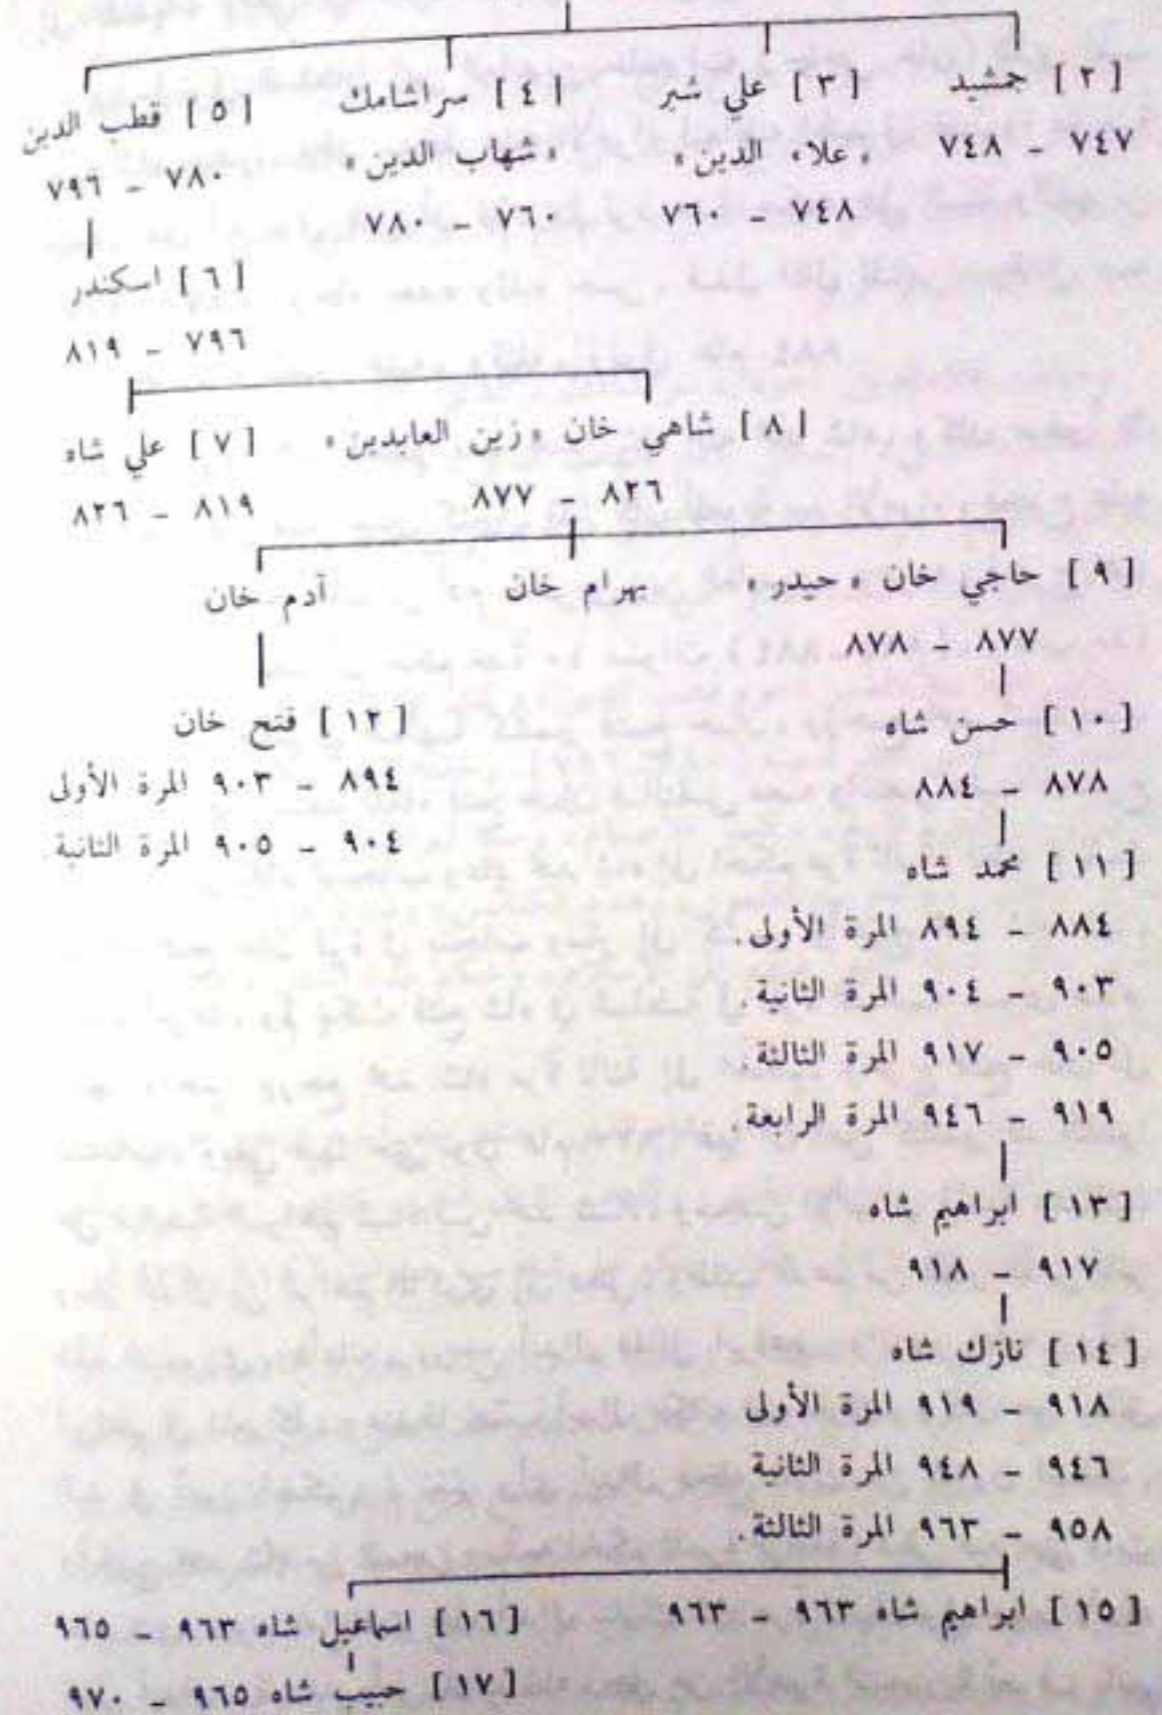 [ ٢ ] جمشيد [ ٣ ] علي شبر [ ٤ ] سراشامك [ ٥ ] قطب الدين
٧٤٧ - ٧٤٨ « علاء الدين » « شهاب الدين » ٧٨٠ - ٧٩٦
٧٤٨ - ٧٦٠ ٧٦٠ - ٧٨٠
[ ٦ ] اسكندر
٧٩٦ - ٨١٩
[ ٨ ] شاهي خان « زين العابدين » [ ٧ ] علي شاه
٨٢٦ - ٨٧٧ ٨١٩ - ٨٢٦
[ ٩ ] حاجي خان « حيدر » بهرام خان آدم خان
٨٧٧ - ٨٧٨
[ ١٠ ] حسن شاه [ ١٢ ] فتح خان
٨٧٨ - ٨٨٤ ٨٩٤ - ٩٠٣ المرة الأولى
[ ١١ ] محمد شاه ٩٠٤ - ٩٠٥ المرة الثانية.
٨٨٤ - ٨٩٤ المرة الأولى.
٩٠٣ - ٩٠٤ المرة الثانية.
٩٠٥ - ٩١٧ المرة الثالثة.
٩١٩ - ٩٤٦ المرة الرابعة.
[ ١٣ ] ابراهيم شاه
٩١٧ - ٩١٨
[ ١٤ ] نازك شاه
٩١٨ - ٩١٩ المرة الأولى
٩٤٦ - ٩٤٨ المرة الثانية
٩٥٨ - ٩٦٣ المرة الثالثة.
[ ١٥ ] ابراهيم شاه ٩٦٣ - ٩٦٣ [ ١٦ ] اسماعيل شاه ٩٦٣ - ٩٦٥
[ ١٧ ] حبيب شاه ٩٦٥ - ٩٧٠